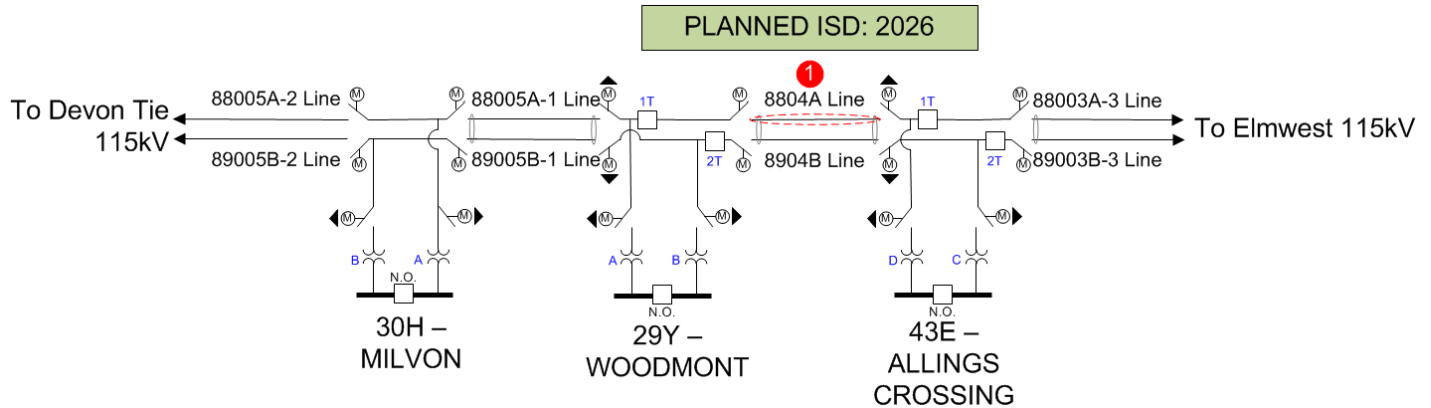 PLANNED ISD: 2026
1
To Devon Tie
115kV
88005A-2 Line
89005B-2 Line
M
M
M
M
88005A-1 Line
89005B-1 Line
M
M
1T
2T
M
M
8804A Line
8904B Line
M
M
1T
2T
M
M
88003A-3 Line
89003B-3 Line
To Elmwest 115kV
M
M
M
M
M
M
B
A
A
B
D
C
N.O.
N.O.
N.O.
30H –
MILVON
29Y –
WOODMONT
43E –
ALLINGS
CROSSING